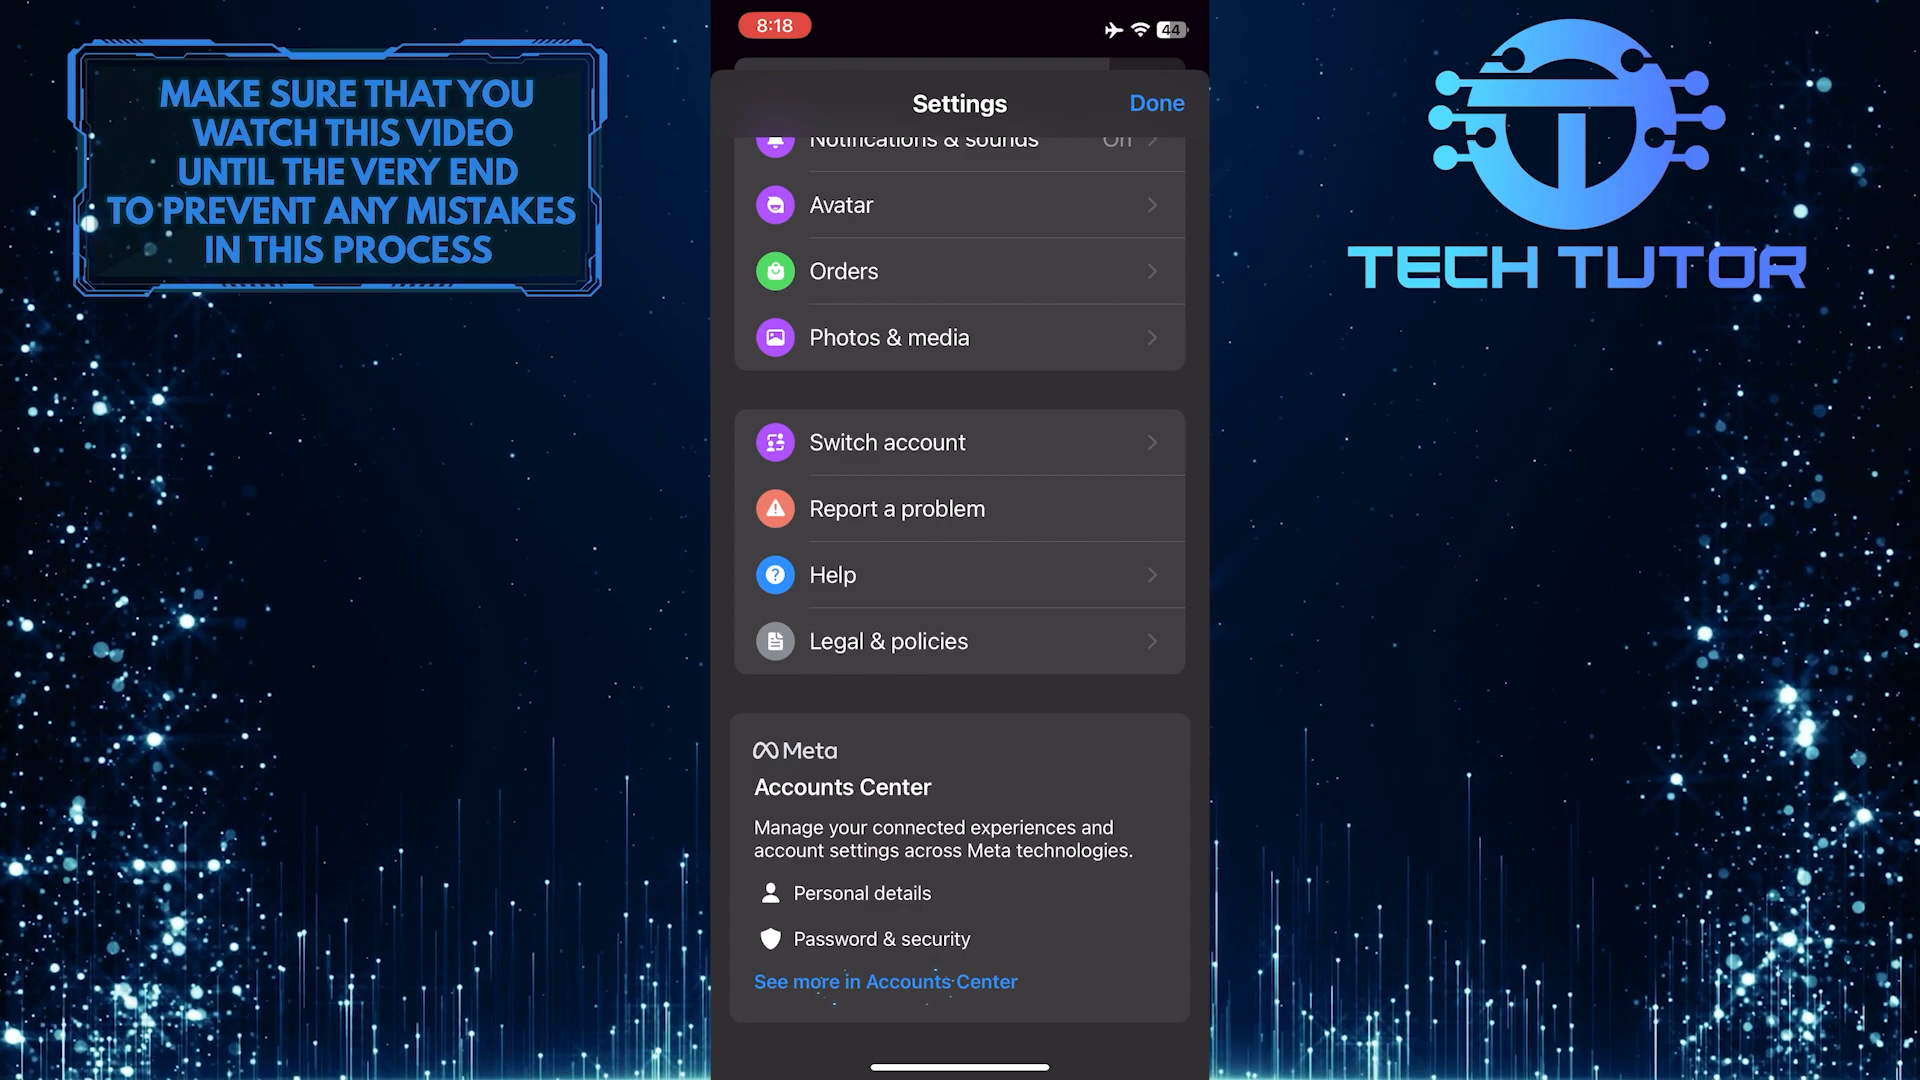 MAKE SURE THAT YOU
WATCH THIS VIDEO
UNTIL THE VERY END
TO PREVENT ANY MISTAKES
IN THIS PROCESS
8:18
44
Settings
Done
Notifications & sounds
On
Avatar
Orders
Photos & media
Switch account
Report a problem
Help
Legal & policies
Meta
Accounts Center
Manage your connected experiences and
account settings across Meta technologies.
Personal details
Password & security
See more in Accounts Center
TECH TUTOR